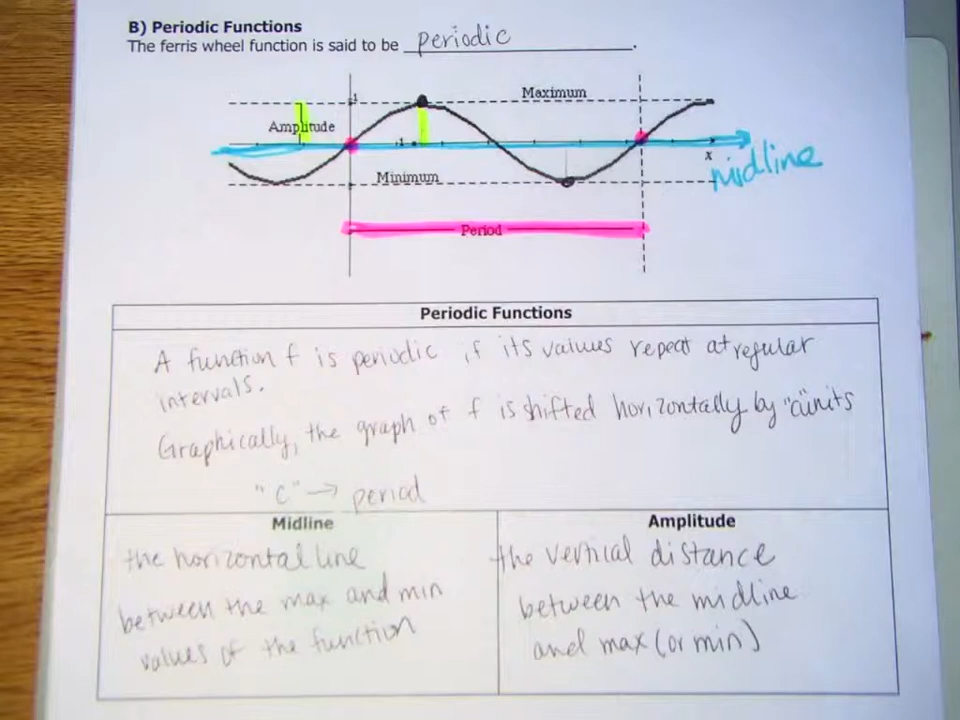 B) Periodic Functions
The ferris wheel function is said to be periodic.
1
Maximum
Amplitude
1
x
midline
Minimum
Period
Periodic Functions
A function f is periodic if its values repeat at regular
intervals.
Graphically, the graph of f is shifted horizontally by "c" units
"c" → period
Midline
the horizontal line
between the max and min
values of the function
Amplitude
the vertical distance
between the midline
and max (or min)